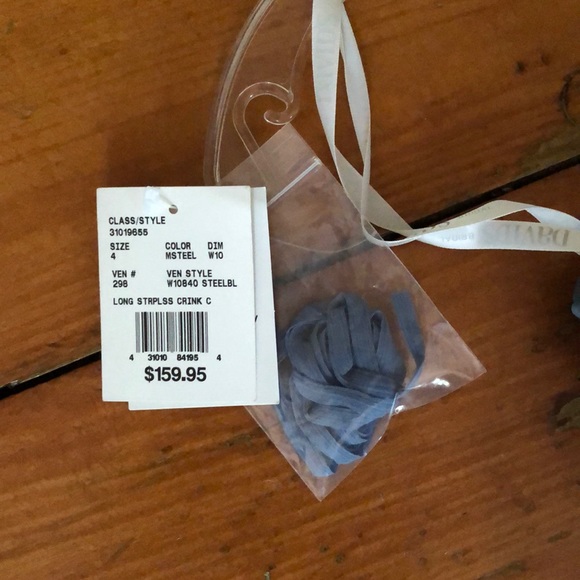 CLASS/STYLE
31019655
SIZE COLOR DIM
4 MSTEEL W10
VEN # VEN STYLE
298 W10840 STEELBL
LONG STRPLSS CRINK C
4 31010 84195 4
$159.95
DAVID'S